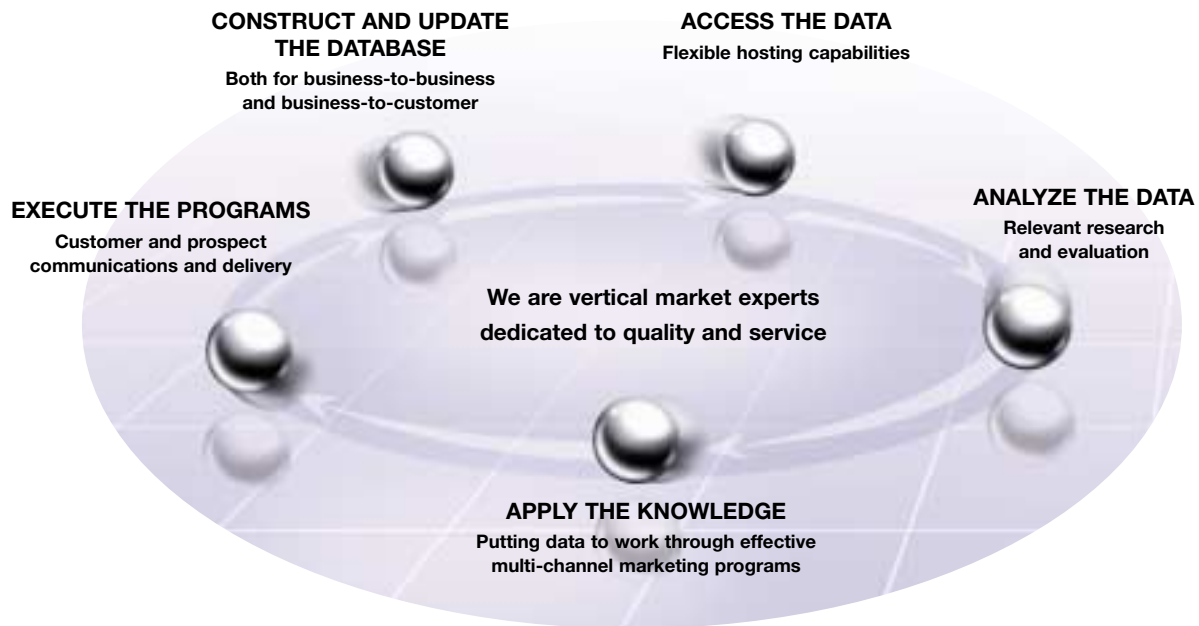 CONSTRUCT AND UPDATE
THE DATABASE
Both for business-to-business
and business-to-customer
ACCESS THE DATA
Flexible hosting capabilities
ANALYZE THE DATA
Relevant research
and evaluation
EXECUTE THE PROGRAMS
Customer and prospect
communications and delivery
We are vertical market experts
dedicated to quality and service
APPLY THE KNOWLEDGE
Putting data to work through effective
multi-channel marketing programs